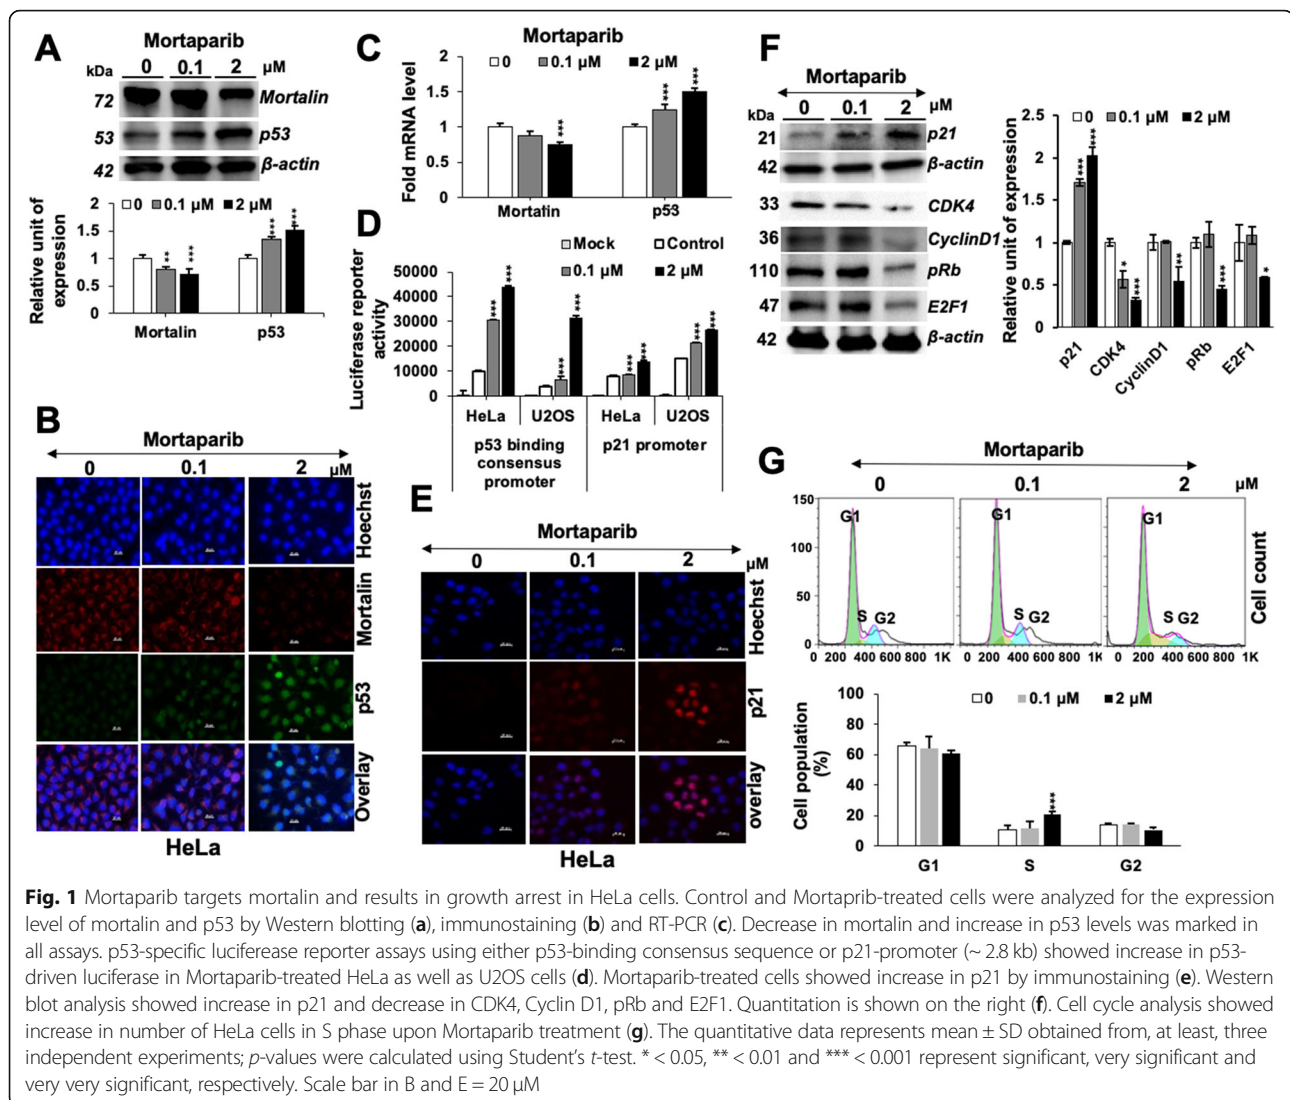 A
Mortaparib
kDa
0
0.1
2
μM
72
Mortalin
53
p53
42
β-actin
0
0.1 μM
2 μM
Relative unit of
expression
2
1.5
1
0.5
0
**
***
***
***
Mortalin
p53
B
Mortaparib
0
0.1
2
μM
Hoechst
Mortalin
p53
Overlay
HeLa
C
Mortaparib
0
0.1 μM
2 μM
Fold mRNA level
2
1.5
1
0.5
0
***
***
***
Mortalin
p53
D
Mock
Control
0.1 μM
2 μM
Luciferase reporter
activity
50000
40000
30000
20000
10000
0
***
***
***
***
***
***
***
***
HeLa
U2OS
HeLa
U2OS
p53 binding
consensus
promoter
p21 promoter
E
Mortaparib
0
0.1
2
μM
Hoechst
p21
overlay
HeLa
F
Mortaparib
kDa
0
0.1
2
μM
21
p21
42
β-actin
33
CDK4
36
CyclinD1
110
pRb
47
E2F1
42
β-actin
0
0.1 μM
2 μM
Relative unit of expression
2.5
2
1.5
1
0.5
0
***
***
*
***
**
***
*
p21
CDK4
CyclinD1
pRb
E2F1
G
Mortaparib
0
0.1
2
μM
150
100
50
0
G1
S
G2
G1
S
G2
G1
S
G2
Cell count
0 200 400 600 800 1K
0 200 400 600 800 1K
0 200 400 600 800 1K
0
0.1 μM
2 μM
Cell population
(%)
100
80
60
40
20
0
***
G1
S
G2
Fig. 1 Mortaparib targets mortalin and results in growth arrest in HeLa cells. Control and Mortaprib-treated cells were analyzed for the expression
level of mortalin and p53 by Western blotting (a), immunostaining (b) and RT-PCR (c). Decrease in mortalin and increase in p53 levels was marked in
all assays. p53-specific luciferase reporter assays using either p53-binding consensus sequence or p21-promoter (~ 2.8 kb) showed increase in p53-
driven luciferase in Mortaparib-treated HeLa as well as U2OS cells (d). Mortaparib-treated cells showed increase in p21 by immunostaining (e). Western
blot analysis showed increase in p21 and decrease in CDK4, Cyclin D1, pRb and E2F1. Quantitation is shown on the right (f). Cell cycle analysis showed
increase in number of HeLa cells in S phase upon Mortaparib treatment (g). The quantitative data represents mean ± SD obtained from, at least, three
independent experiments; p-values were calculated using Student's t-test. * < 0.05, ** < 0.01 and *** < 0.001 represent significant, very significant and
very very significant, respectively. Scale bar in B and E = 20 μM